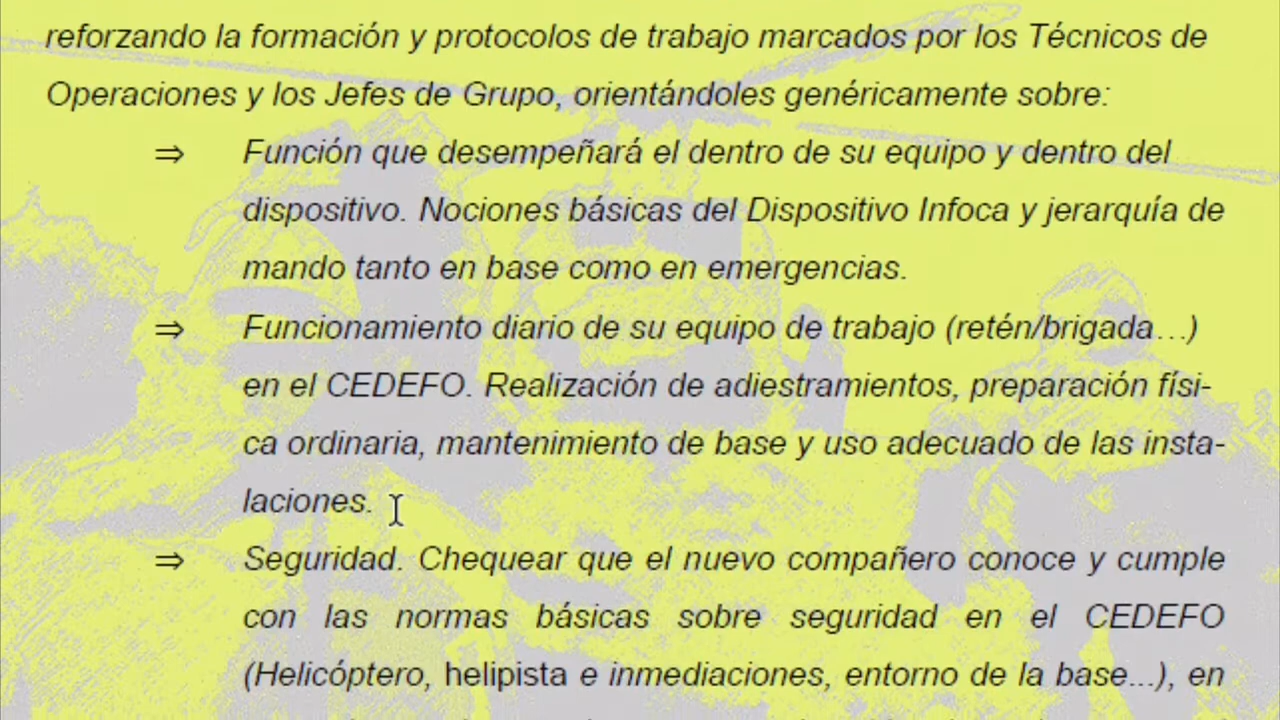 reforzando la formación y protocolos de trabajo marcados por los Técnicos de
Operaciones y los Jefes de Grupo, orientándoles genéricamente sobre:
⇒ Función que desempeñará el dentro de su equipo y dentro del
dispositivo. Nociones básicas del Dispositivo Infoca y jerarquía de
mando tanto en base como en emergencias.
⇒ Funcionamiento diario de su equipo de trabajo (retén/brigada…)
en el CEDEFO. Realización de adiestramientos, preparación físi-
ca ordinaria, mantenimiento de base y uso adecuado de las insta-
laciones.
⇒ Seguridad. Chequear que el nuevo compañero conoce y cumple
con las normas básicas sobre seguridad en el CEDEFO
(Helicóptero, helipista e inmediaciones, entorno de la base...), en